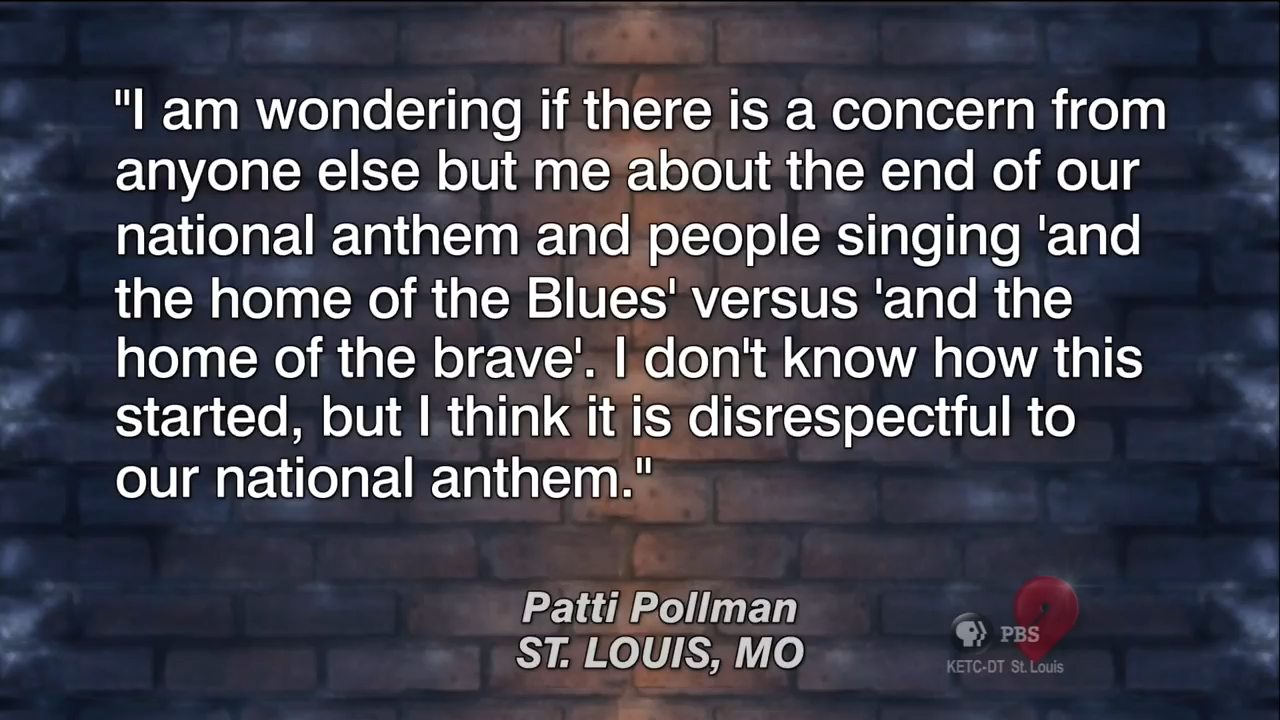 "I am wondering if there is a concern from
anyone else but me about the end of our
national anthem and people singing 'and
the home of the Blues' versus 'and the
home of the brave'. I don't know how this
started, but I think it is disrespectful to
our national anthem."
Patti Pollman
ST. LOUIS, MO
PBS
KETC-DT St. Louis